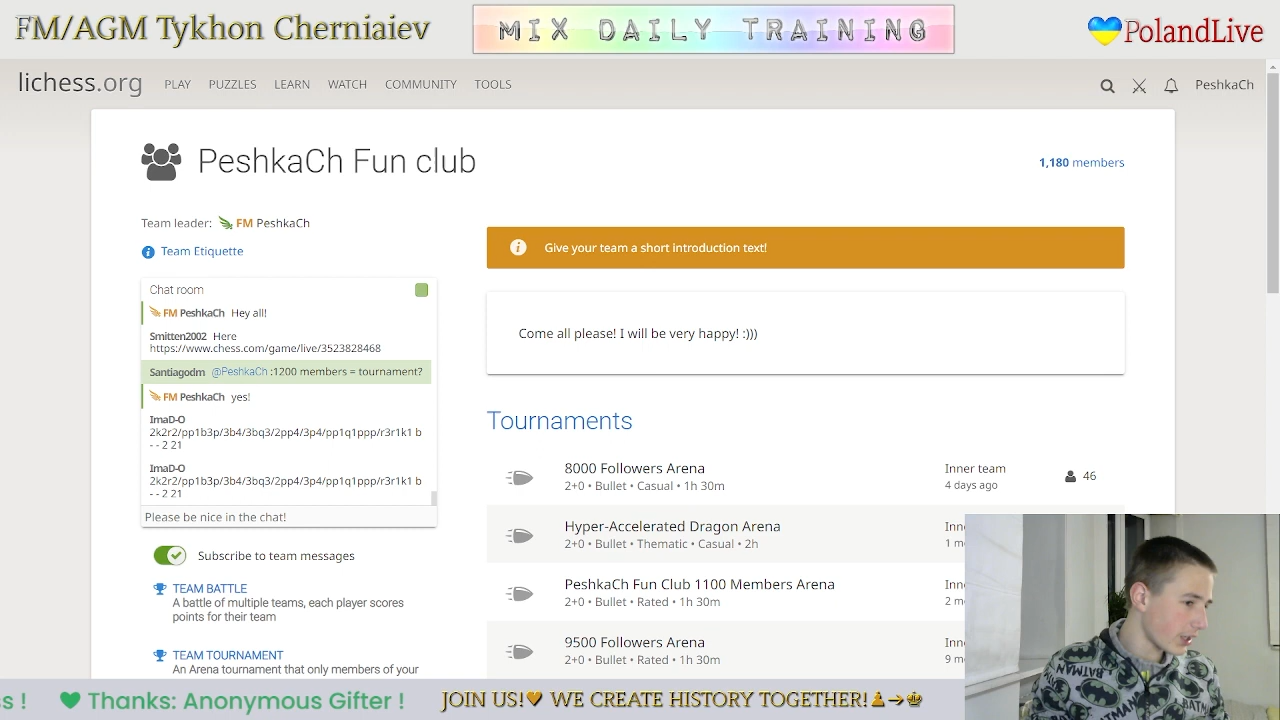 FM/AGM Tykhon Cherniaiev
MIX DAILY TRAINING
PolandLive
lichess.org PLAY PUZZLES LEARN WATCH COMMUNITY TOOLS PeshkaCh
PeshkaCh Fun club
1,180 members
Team leader: FM PeshkaCh
Team Etiquette
Chat room
FM PeshkaCh Hey all!
Smitten2002 Here
https://www.chess.com/game/live/3523828468
Santiagodm @PeshkaCh :1200 members = tournament?
FM PeshkaCh yes!
ImaD-O
2k2r2/pp1b3p/3b4/3bq3/2pp4/3p4/pp1q1ppp/r3r1k1 b
- - 2 21
ImaD-O
2k2r2/pp1b3p/3b4/3bq3/2pp4/3p4/pp1q1ppp/r3r1k1 b
- - 2 21
Please be nice in the chat!
Subscribe to team messages
TEAM BATTLE
A battle of multiple teams, each player scores
points for their team
TEAM TOURNAMENT
An Arena tournament that only members of your
Give your team a short introduction text!
Come all please! I will be very happy! :)))
Tournaments
8000 Followers Arena
2+0 • Bullet • Casual • 1h 30m
Inner team
4 days ago
46
Hyper-Accelerated Dragon Arena
2+0 • Bullet • Thematic • Casual • 2h
Inn
1 m
PeshkaCh Fun Club 1100 Members Arena
2+0 • Bullet • Rated • 1h 30m
Inn
2 m
9500 Followers Arena
2+0 • Bullet • Rated • 1h 30m
Inn
9 m
BATMAN
s ! Thanks: Anonymous Gifter ! JOIN US! WE CREATE HISTORY TOGETHER!